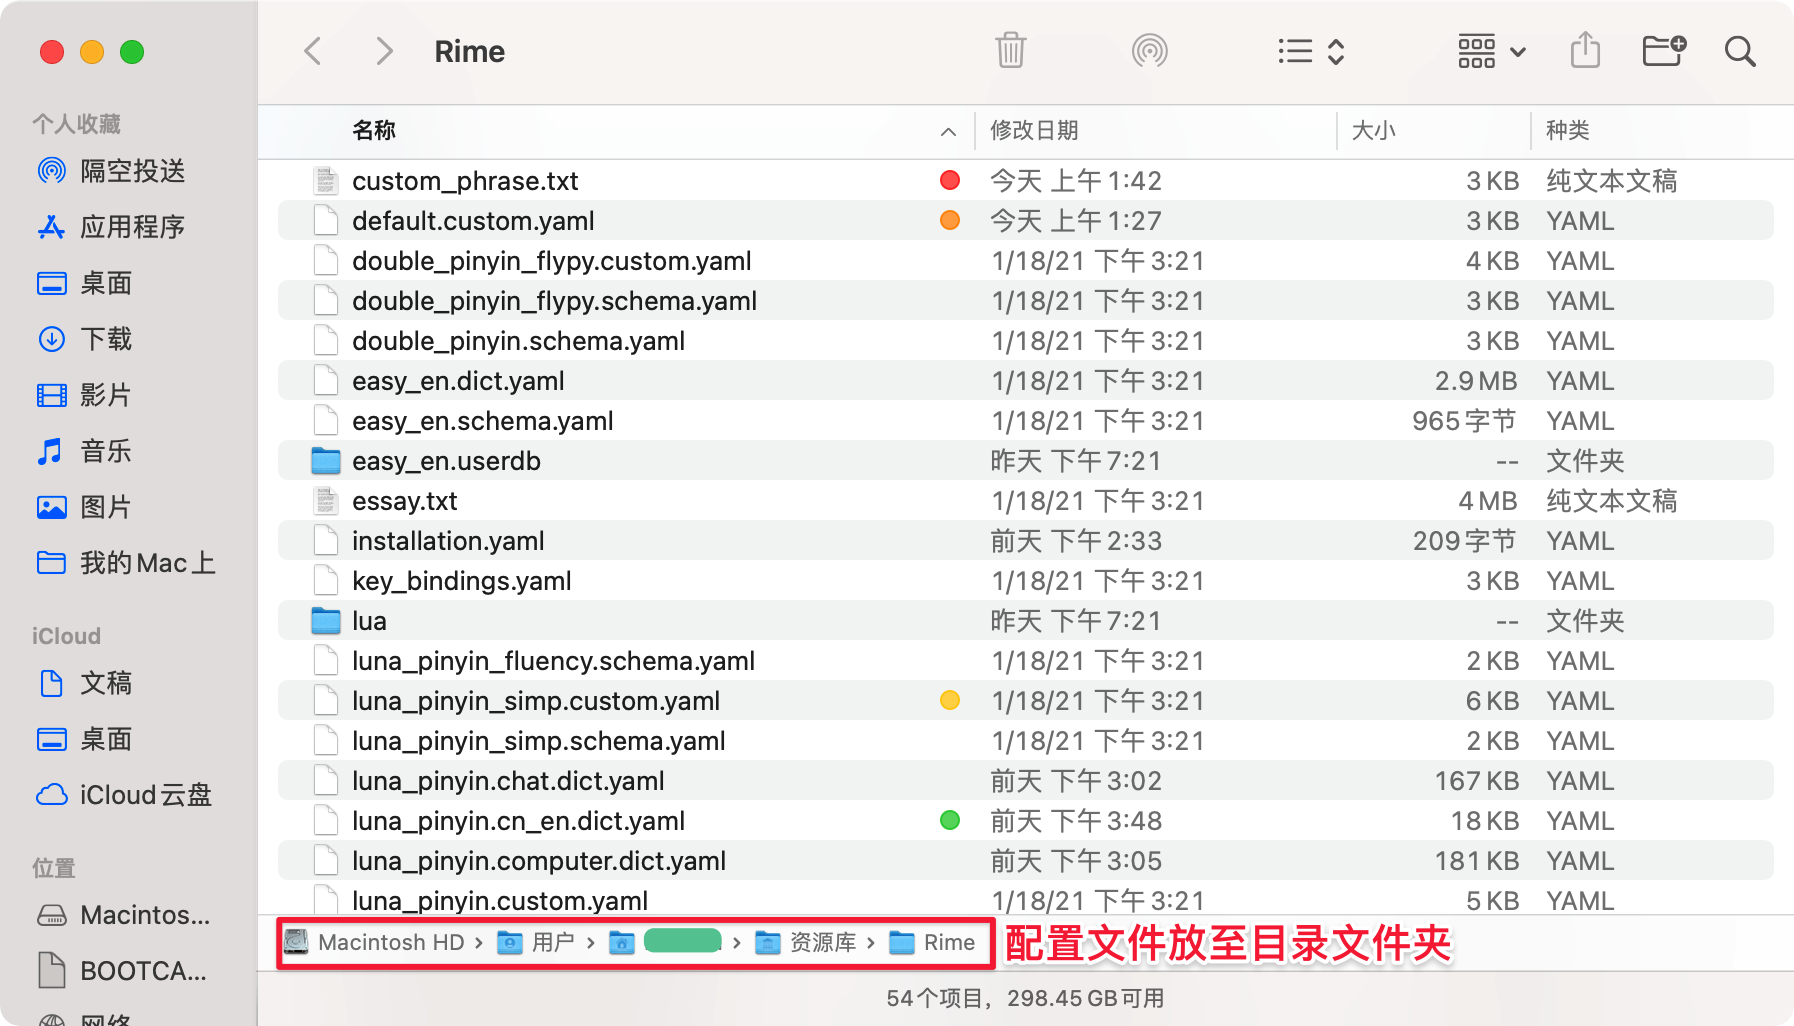 Rime
个人收藏
隔空投送
应用程序
桌面
下载
影片
音乐
图片
我的Mac上
iCloud
文稿
桌面
iCloud云盘
位置
Macintos...
BOOTCA...
网络
名称 修改日期 大小 种类
custom_phrase.txt 今天 上午 1:42 3 KB 纯文本文稿
default.custom.yaml 今天 上午 1:27 3 KB YAML
double_pinyin_flypy.custom.yaml 1/18/21 下午 3:21 4 KB YAML
double_pinyin_flypy.schema.yaml 1/18/21 下午 3:21 3 KB YAML
double_pinyin.schema.yaml 1/18/21 下午 3:21 3 KB YAML
easy_en.dict.yaml 1/18/21 下午 3:21 2.9 MB YAML
easy_en.schema.yaml 1/18/21 下午 3:21 965 字节 YAML
easy_en.userdb 昨天 下午 7:21 -- 文件夹
essay.txt 1/18/21 下午 3:21 4 MB 纯文本文稿
installation.yaml 前天 下午 2:33 209 字节 YAML
key_bindings.yaml 1/18/21 下午 3:21 3 KB YAML
lua 昨天 下午 7:21 -- 文件夹
luna_pinyin_fluency.schema.yaml 1/18/21 下午 3:21 2 KB YAML
luna_pinyin_simp.custom.yaml 1/18/21 下午 3:21 6 KB YAML
luna_pinyin_simp.schema.yaml 1/18/21 下午 3:21 2 KB YAML
luna_pinyin.chat.dict.yaml 前天 下午 3:02 167 KB YAML
luna_pinyin.cn_en.dict.yaml 前天 下午 3:48 18 KB YAML
luna_pinyin.computer.dict.yaml 前天 下午 3:05 181 KB YAML
luna_pinyin.custom.yaml 1/18/21 下午 3:21 5 KB YAML
Macintosh HD › 用户 › › 资源库 › Rime 配置文件放至目录文件夹
54个项目，298.45 GB可用